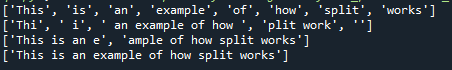 ['This', 'is', 'an', 'example', 'of', 'how', 'split', 'works']
['Thi', ' i', ' an example of how ', 'plit work', '']
['This is an e', 'ample of how split works']
['This is an example of how split works']